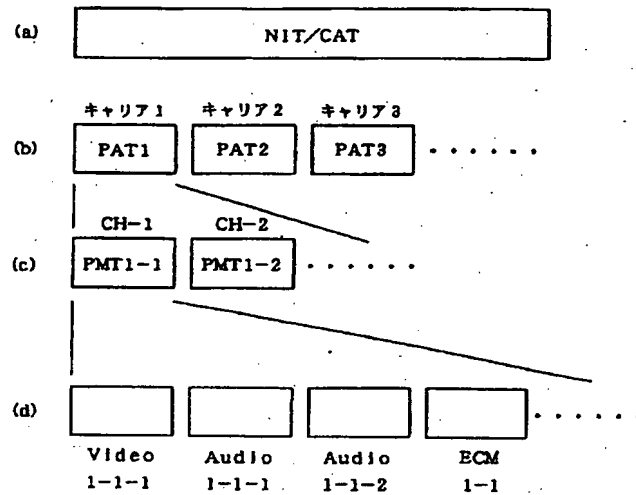 (a) NIT/CAT
キャリア1 キャリア2 キャリア3
(b) PAT1 PAT2 PAT3 ・・・・・・
CH-1 CH-2
(c) PMT1-1 PMT1-2 ・・・・・・
(d) ・・・・・
Video Audio Audio ECM
1-1-1 1-1-1 1-1-2 1-1